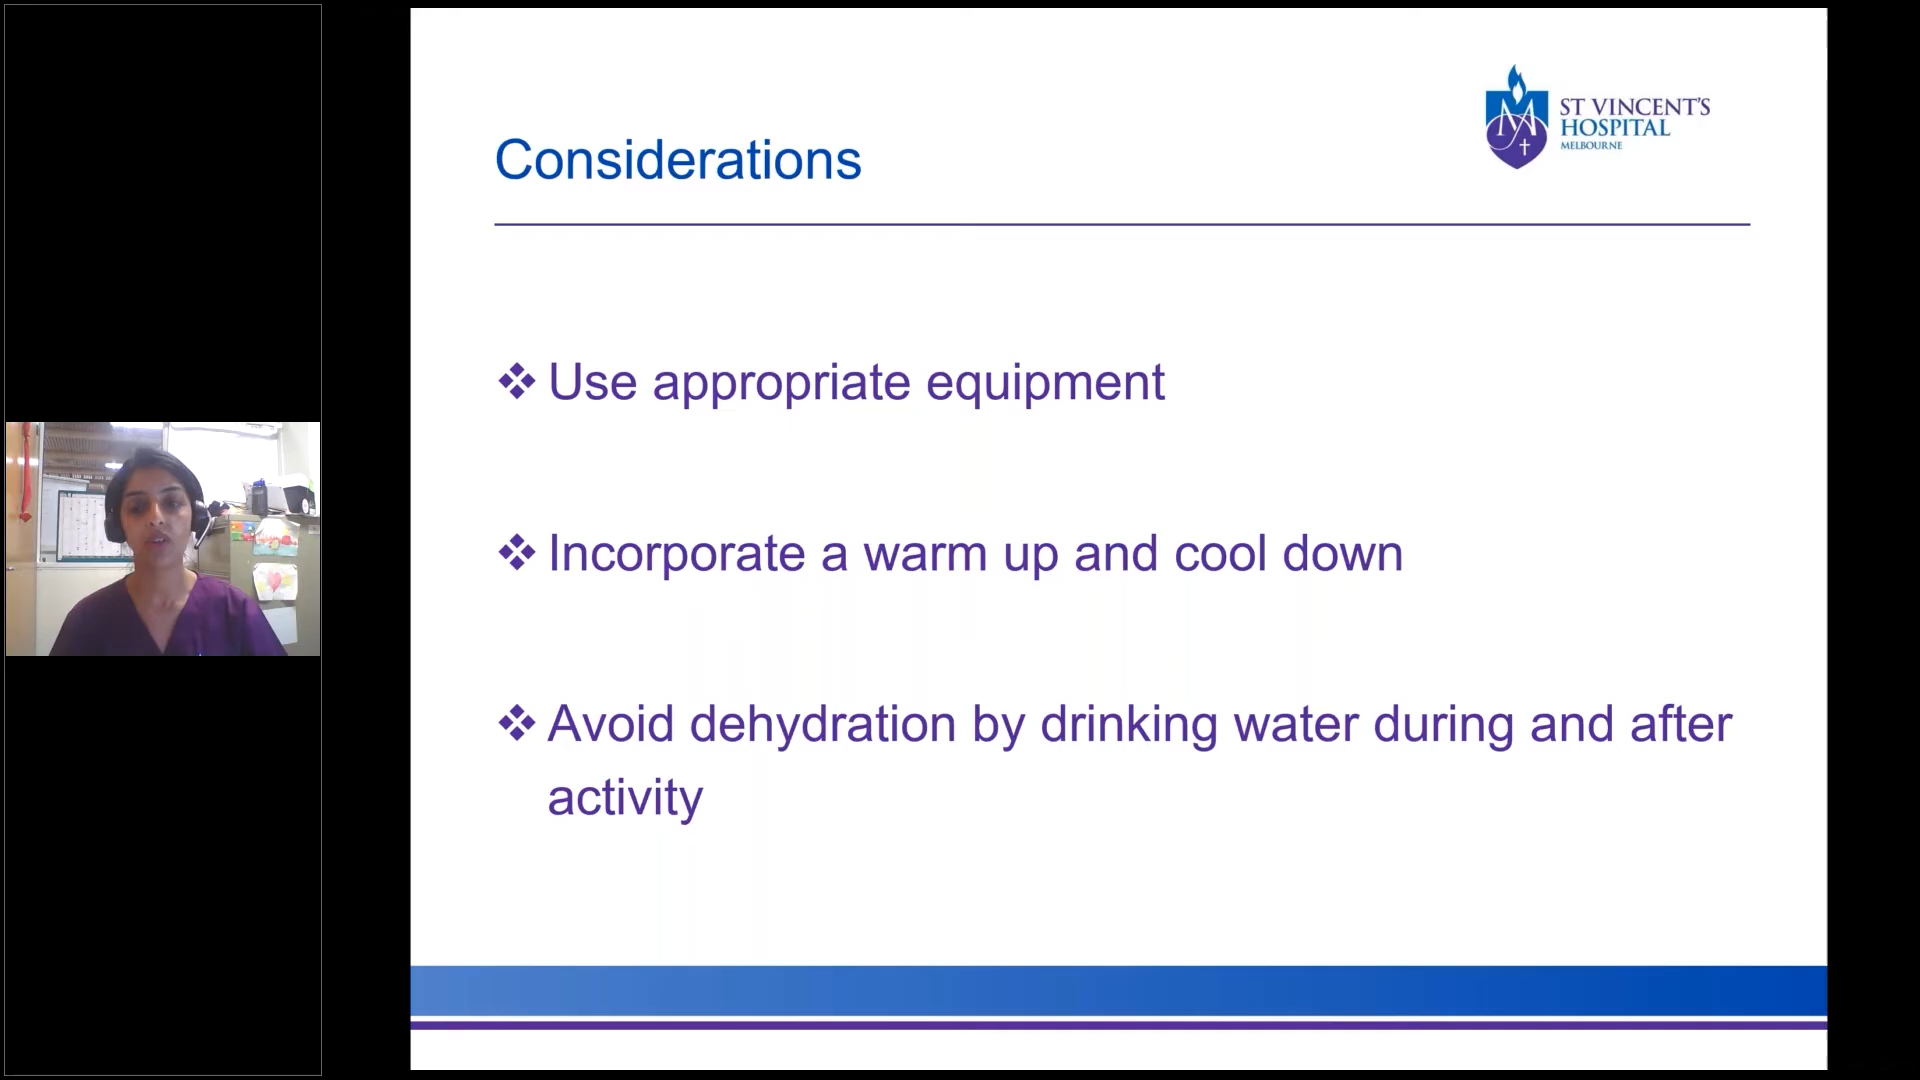 Considerations
ST VINCENT'S
HOSPITAL
MELBOURNE
❖ Use appropriate equipment
❖ Incorporate a warm up and cool down
❖ Avoid dehydration by drinking water during and after
activity